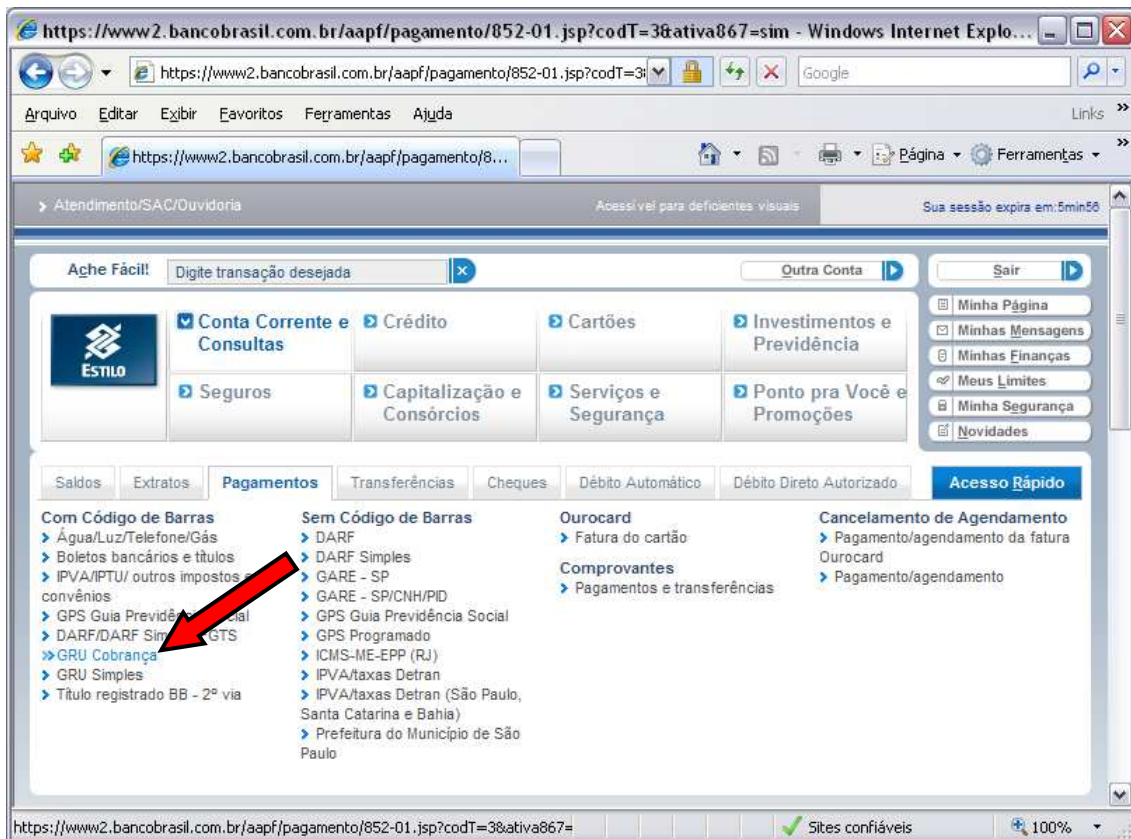 https://www2.bancobrasil.com.br/aapf/pagamento/852-01.jsp?codT=3&ativa867=sim - Windows Internet Explo...
https://www2.bancobrasil.com.br/aapf/pagamento/852-01.jsp?codT=3
Google
Arquivo Editar Exibir Favoritos Ferramentas Ajuda
Links
https://www2.bancobrasil.com.br/aapf/pagamento/8...
Página
Ferramentas
Atendimento/SAC/Ouvidoria
Acessível para deficientes visuais
Sua sessão expira em:5min56
Ache Fácil!
Digite transação desejada
Outra Conta
Sair
ESTILO
Conta Corrente e
Consultas
Crédito
Cartões
Investimentos e
Previdência
Seguros
Capitalização e
Consórcios
Serviços e
Segurança
Ponto pra Você e
Promoções
Minha Página
Minhas Mensagens
Minhas Finanças
Meus Limites
Minha Segurança
Novidades
Saldos Extratos Pagamentos Transferências Cheques Débito Automático Débito Direto Autorizado Acesso Rápido
Com Código de Barras
Água/Luz/Telefone/Gás
Boletos bancários e títulos
IPVA/IPTU/ outros impostos e
convênios
GPS Guia Previdência Social
DARF/DARF GTS
GRU Cobrança
GRU Simples
Título registrado BB - 2ª via
Sem Código de Barras
DARF
DARF Simples
GARE - SP
GARE - SP/CNH/PID
GPS Guia Previdência Social
GPS Programado
ICMS-ME-EPP (RJ)
IPVA/taxas Detran
IPVA/taxas Detran (São Paulo,
Santa Catarina e Bahia)
Prefeitura do Município de São
Paulo
Ourocard
Fatura do cartão
Comprovantes
Pagamentos e transferências
Cancelamento de Agendamento
Pagamento/agendamento da fatura
Ourocard
Pagamento/agendamento
https://www2.bancobrasil.com.br/aapf/pagamento/852-01.jsp?codT=3&ativa867=
Sites confiáveis
100%